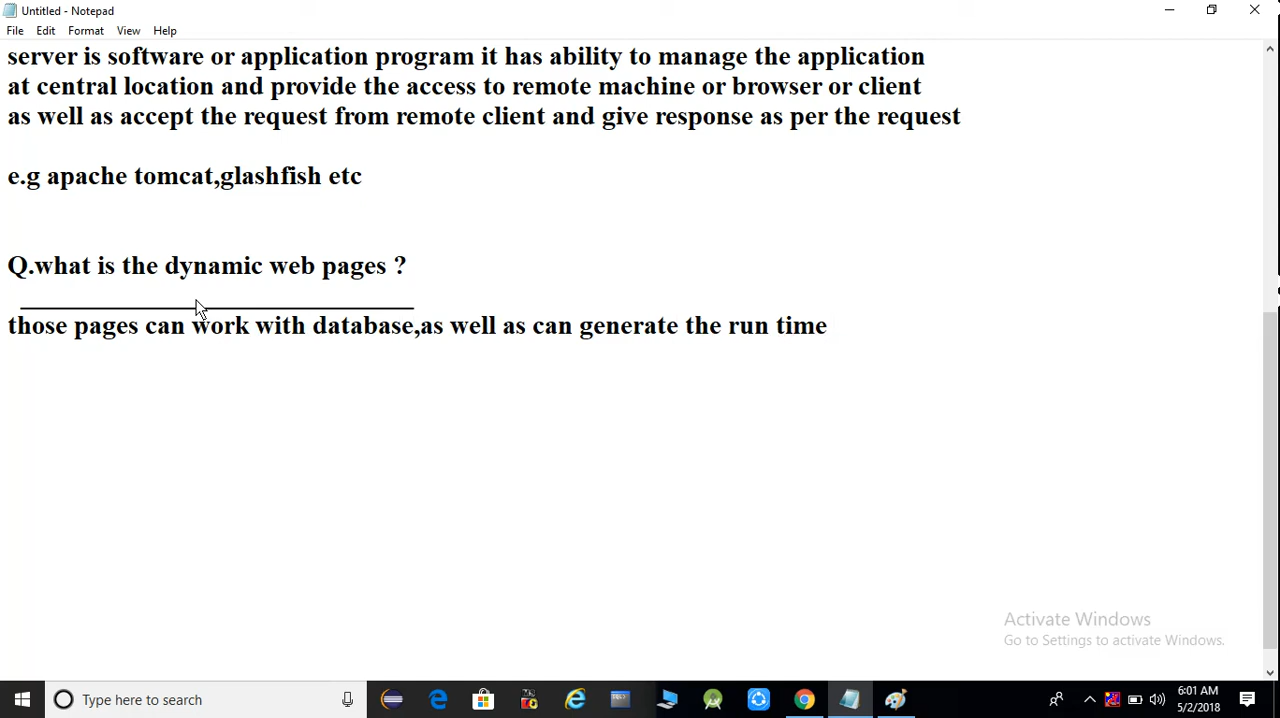 Untitled - Notepad
File Edit Format View Help
server is software or application program it has ability to manage the application
at central location and provide the access to remote machine or browser or client
as well as accept the request from remote client and give response as per the request
e.g apache tomcat,glashfish etc
Q.what is the dynamic web pages ?
those pages can work with database,as well as can generate the run time
Activate Windows
Go to Settings to activate Windows.
Type here to search
6:01 AM
5/2/2018